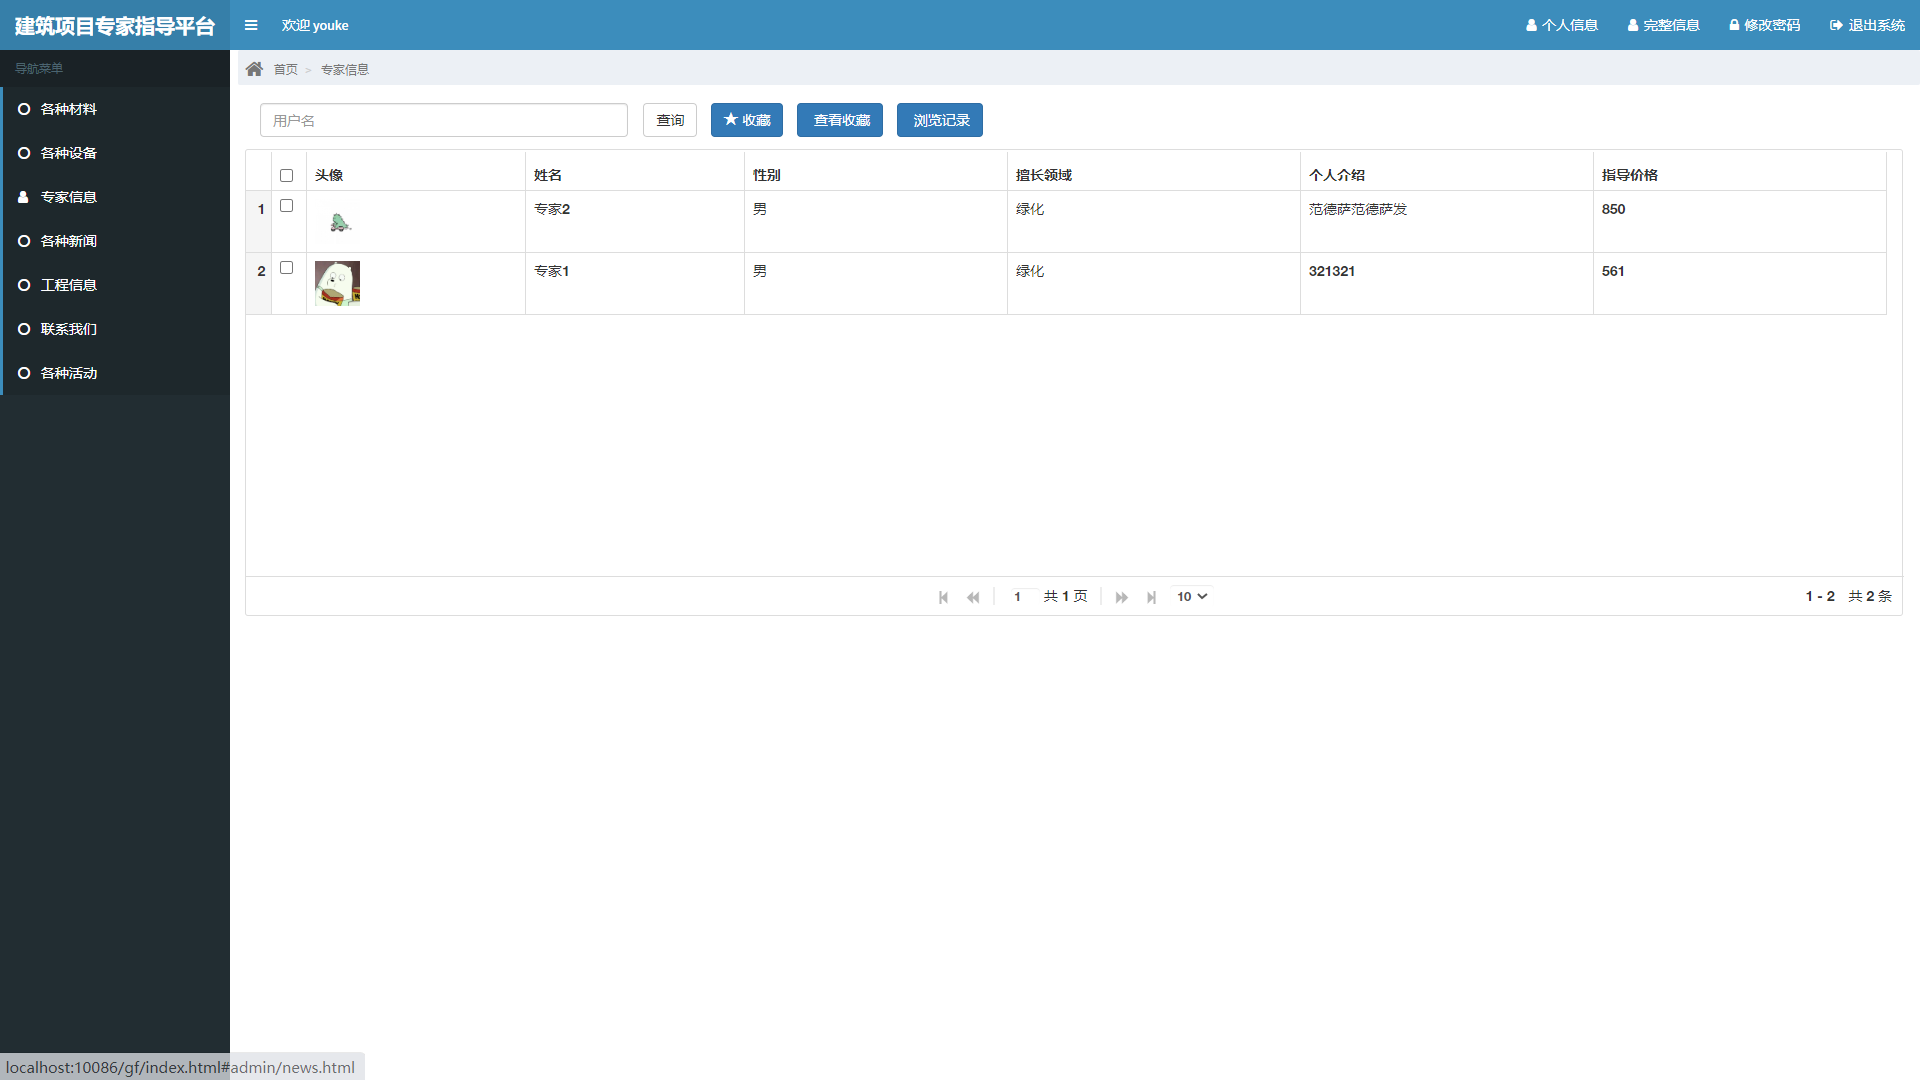 建筑项目专家指导平台
欢迎 youke
个人信息
完整信息
修改密码
退出系统
导航菜单
首页 > 专家信息
各种材料
各种设备
专家信息
各种新闻
工程信息
联系我们
各种活动
用户名
查询
收藏
查看收藏
浏览记录
头像 姓名 性别 擅长领域 个人介绍 指导价格
1 专家2 男 绿化 范德萨范德萨发 850
2 专家1 男 绿化 321321 561
1 共 1 页
10
1 - 2 共 2 条
localhost:10086/gf/index.html#admin/news.html